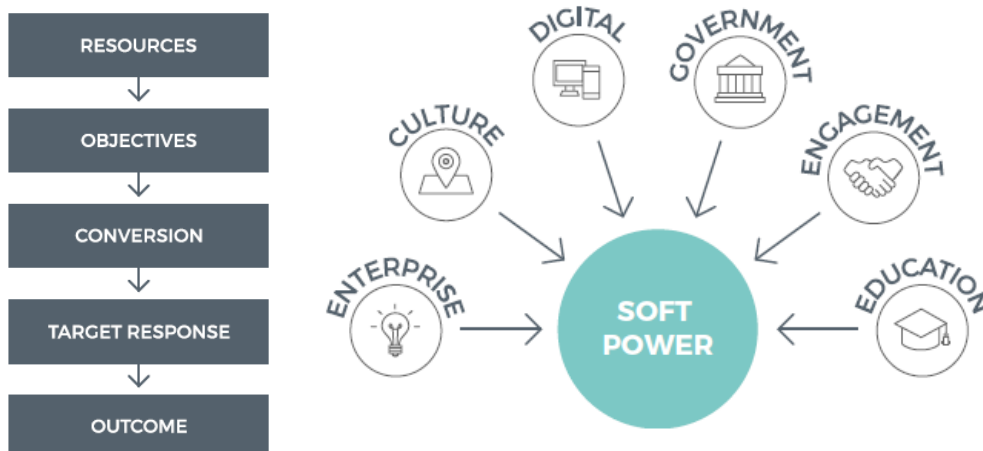 RESOURCES
OBJECTIVES
CONVERSION
TARGET RESPONSE
OUTCOME
ENTERPRISE
CULTURE
DIGITAL
GOVERNMENT
ENGAGEMENT
EDUCATION
SOFT
POWER